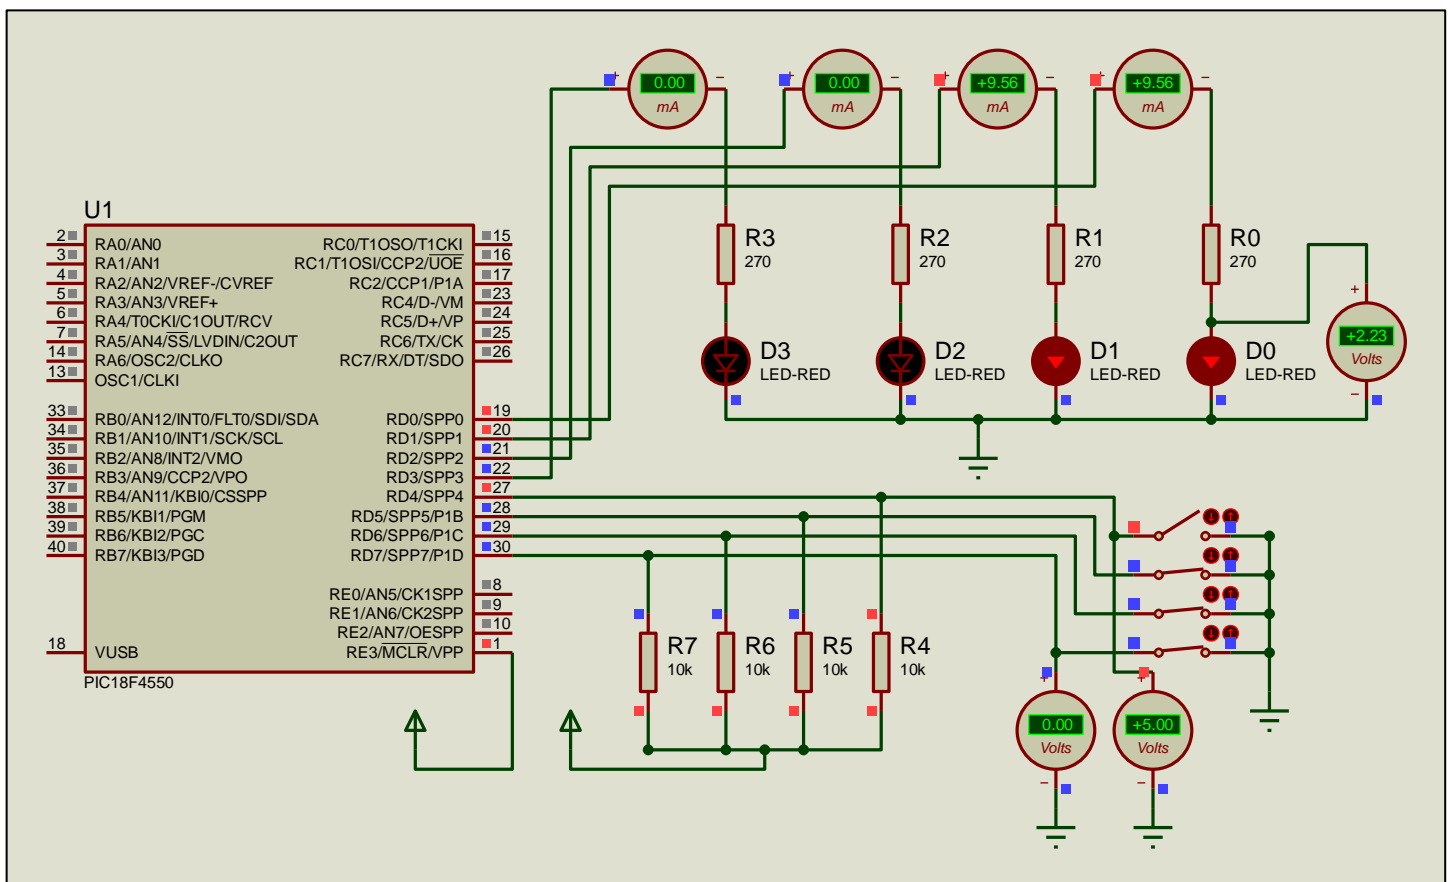 0.00
mA
0.00
mA
+9.56
mA
+9.56
mA
+
−
+
−
+
−
+
−
U1
2 RA0/AN0
3 RA1/AN1
4 RA2/AN2/VREF-/CVREF
5 RA3/AN3/VREF+
6 RA4/T0CKI/C1OUT/RCV
7 RA5/AN4/SS/LVDIN/C2OUT
14 RA6/OSC2/CLKO
13 OSC1/CLKI
33 RB0/AN12/INT0/FLT0/SDI/SDA
34 RB1/AN10/INT1/SCK/SCL
35 RB2/AN8/INT2/VMO
36 RB3/AN9/CCP2/VPO
37 RB4/AN11/KBI0/CSSPP
38 RB5/KBI1/PGM
39 RB6/KBI2/PGC
40 RB7/KBI3/PGD
18 VUSB
RC0/T1OSO/T1CKI 15
RC1/T1OSI/CCP2/UOE 16
RC2/CCP1/P1A 17
RC4/D-/VM 23
RC5/D+/VP 24
RC6/TX/CK 25
RC7/RX/DT/SDO 26
RD0/SPP0 19
RD1/SPP1 20
RD2/SPP2 21
RD3/SPP3 22
RD4/SPP4 27
RD5/SPP5/P1B 28
RD6/SPP6/P1C 29
RD7/SPP7/P1D 30
RE0/AN5/CK1SPP 8
RE1/AN6/CK2SPP 9
RE2/AN7/OESPP 10
RE3/MCLR/VPP 1
PIC18F4550
R3
270
R2
270
R1
270
R0
270
D3
LED-RED
D2
LED-RED
D1
LED-RED
D0
LED-RED
+
+2.23
Volts
−
R7
10k
R6
10k
R5
10k
R4
10k
+
0.00
Volts
−
+
+5.00
Volts
−